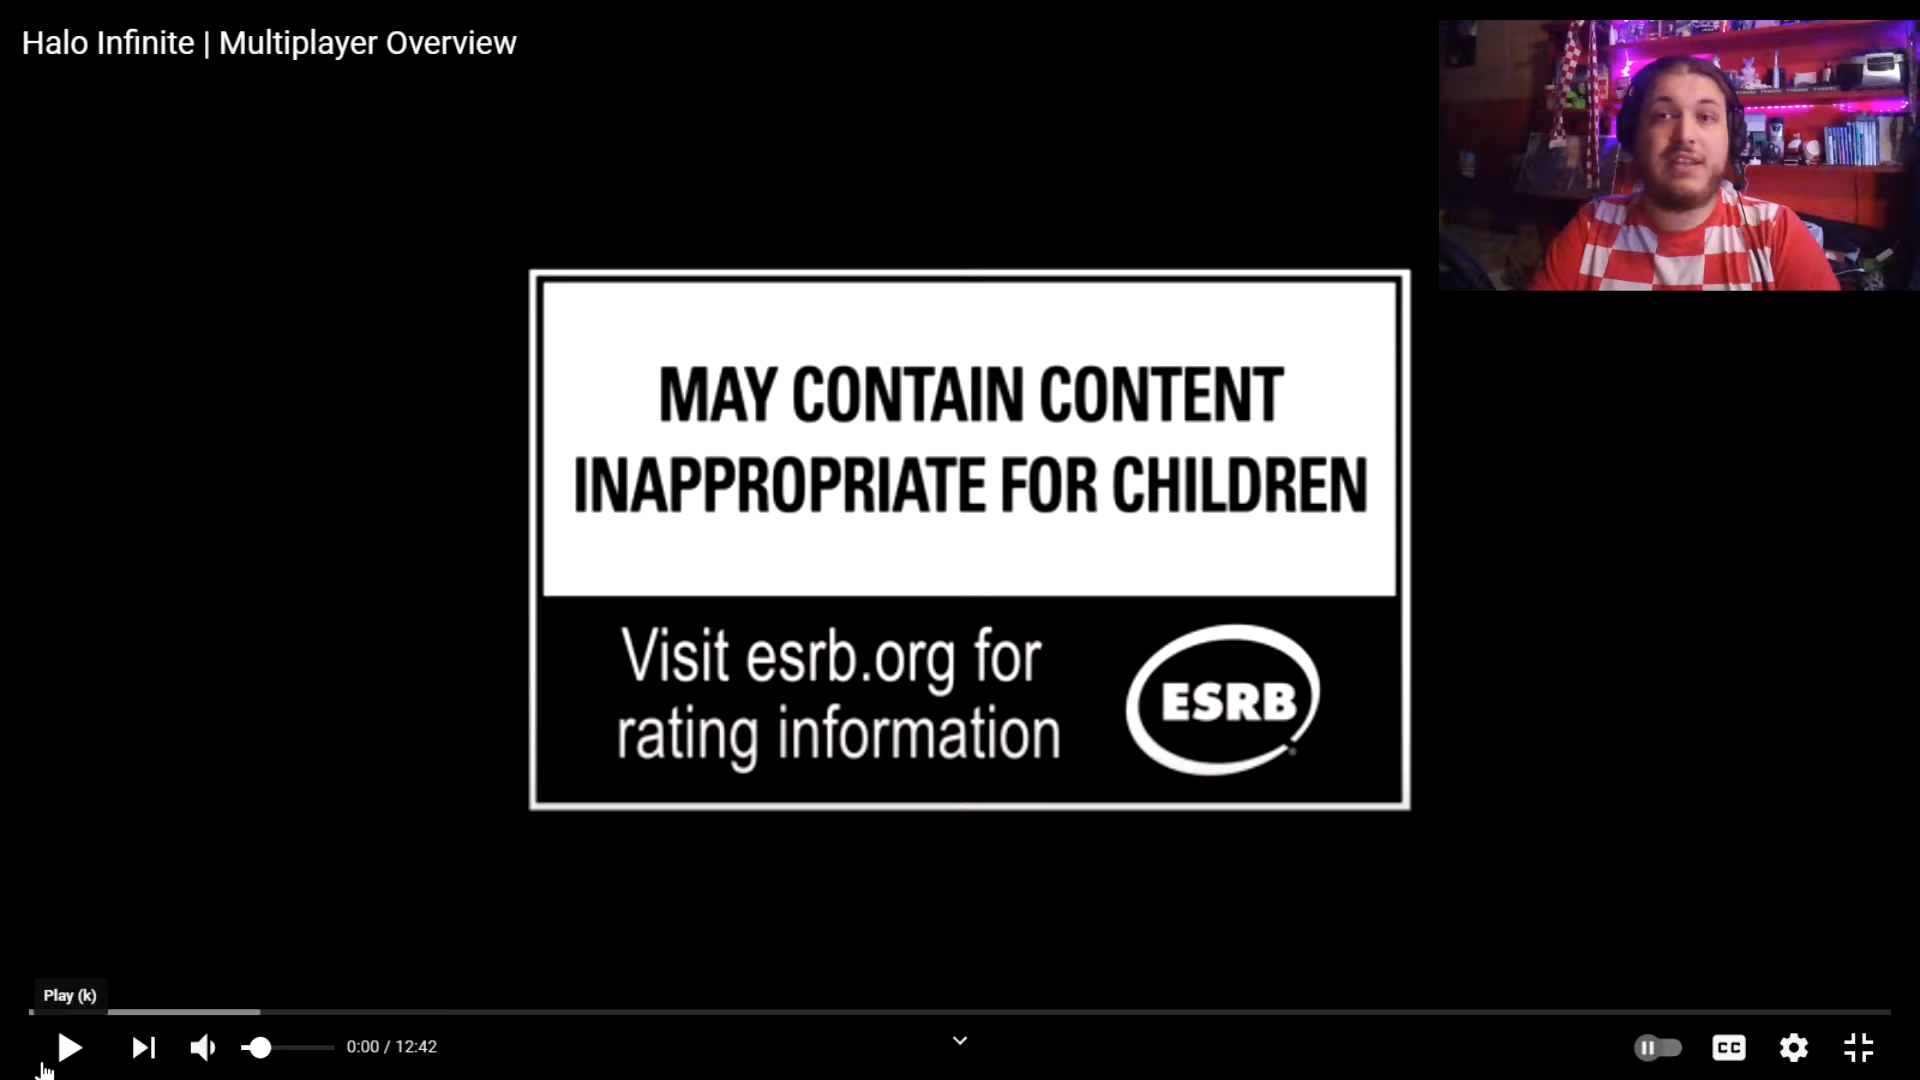 Halo Infinite | Multiplayer Overview
MAY CONTAIN CONTENT
INAPPROPRIATE FOR CHILDREN
Visit esrb.org for
rating information
ESRB
Play (k)
0:00 / 12:42
CC